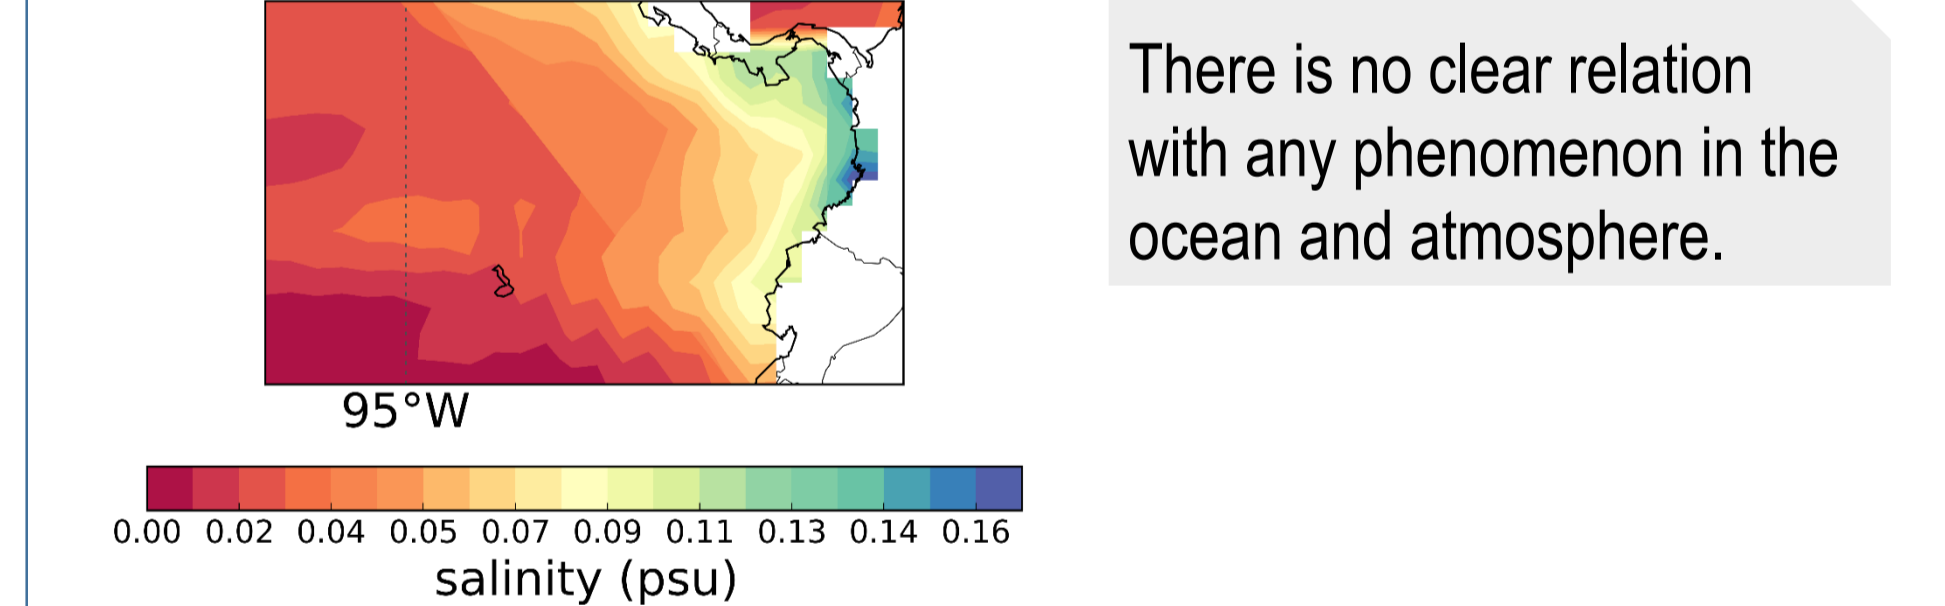 There is no clear relation
with any phenomenon in the
ocean and atmosphere.
95°W
0.00 0.02 0.04 0.05 0.07 0.09 0.11 0.13 0.14 0.16
salinity (psu)